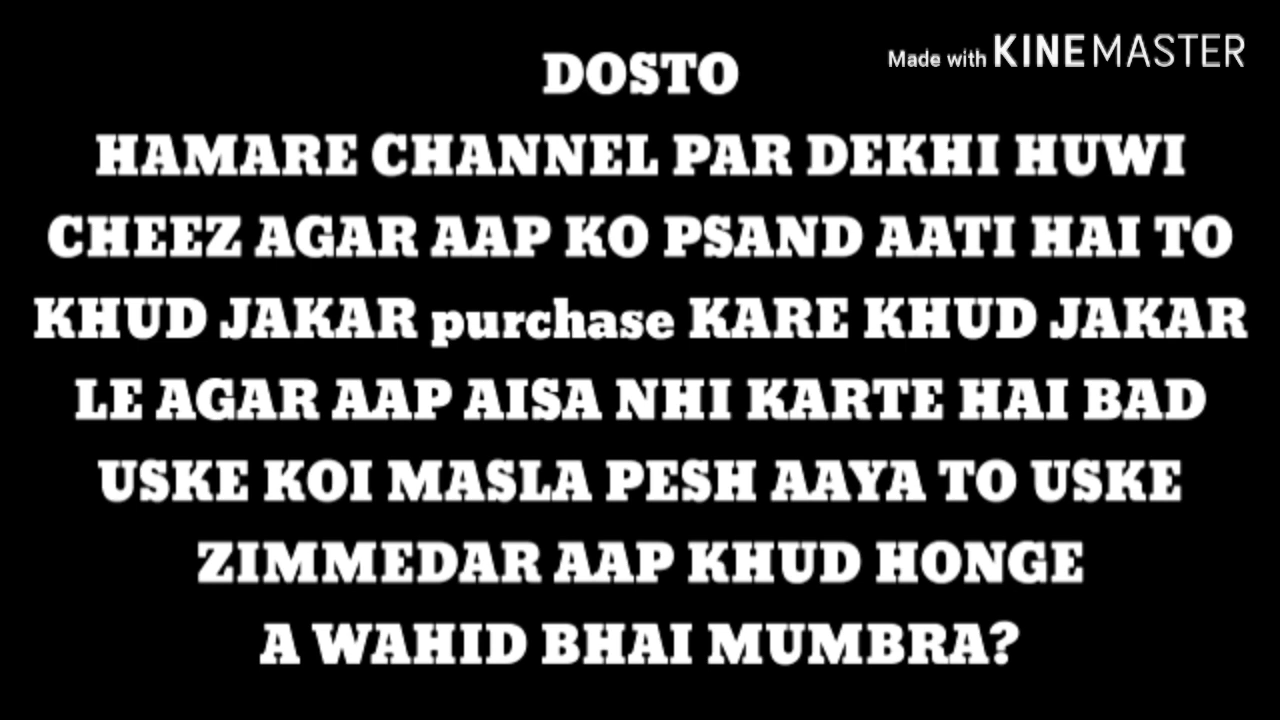 Made with KINEMASTER
DOSTO
HAMARE CHANNEL PAR DEKHI HUWI
CHEEZ AGAR AAP KO PSAND AATI HAI TO
KHUD JAKAR purchase KARE KHUD JAKAR
LE AGAR AAP AISA NHI KARTE HAI BAD
USKE KOI MASLA PESH AAYA TO USKE
ZIMMEDAR AAP KHUD HONGE
A WAHID BHAI MUMBRA?